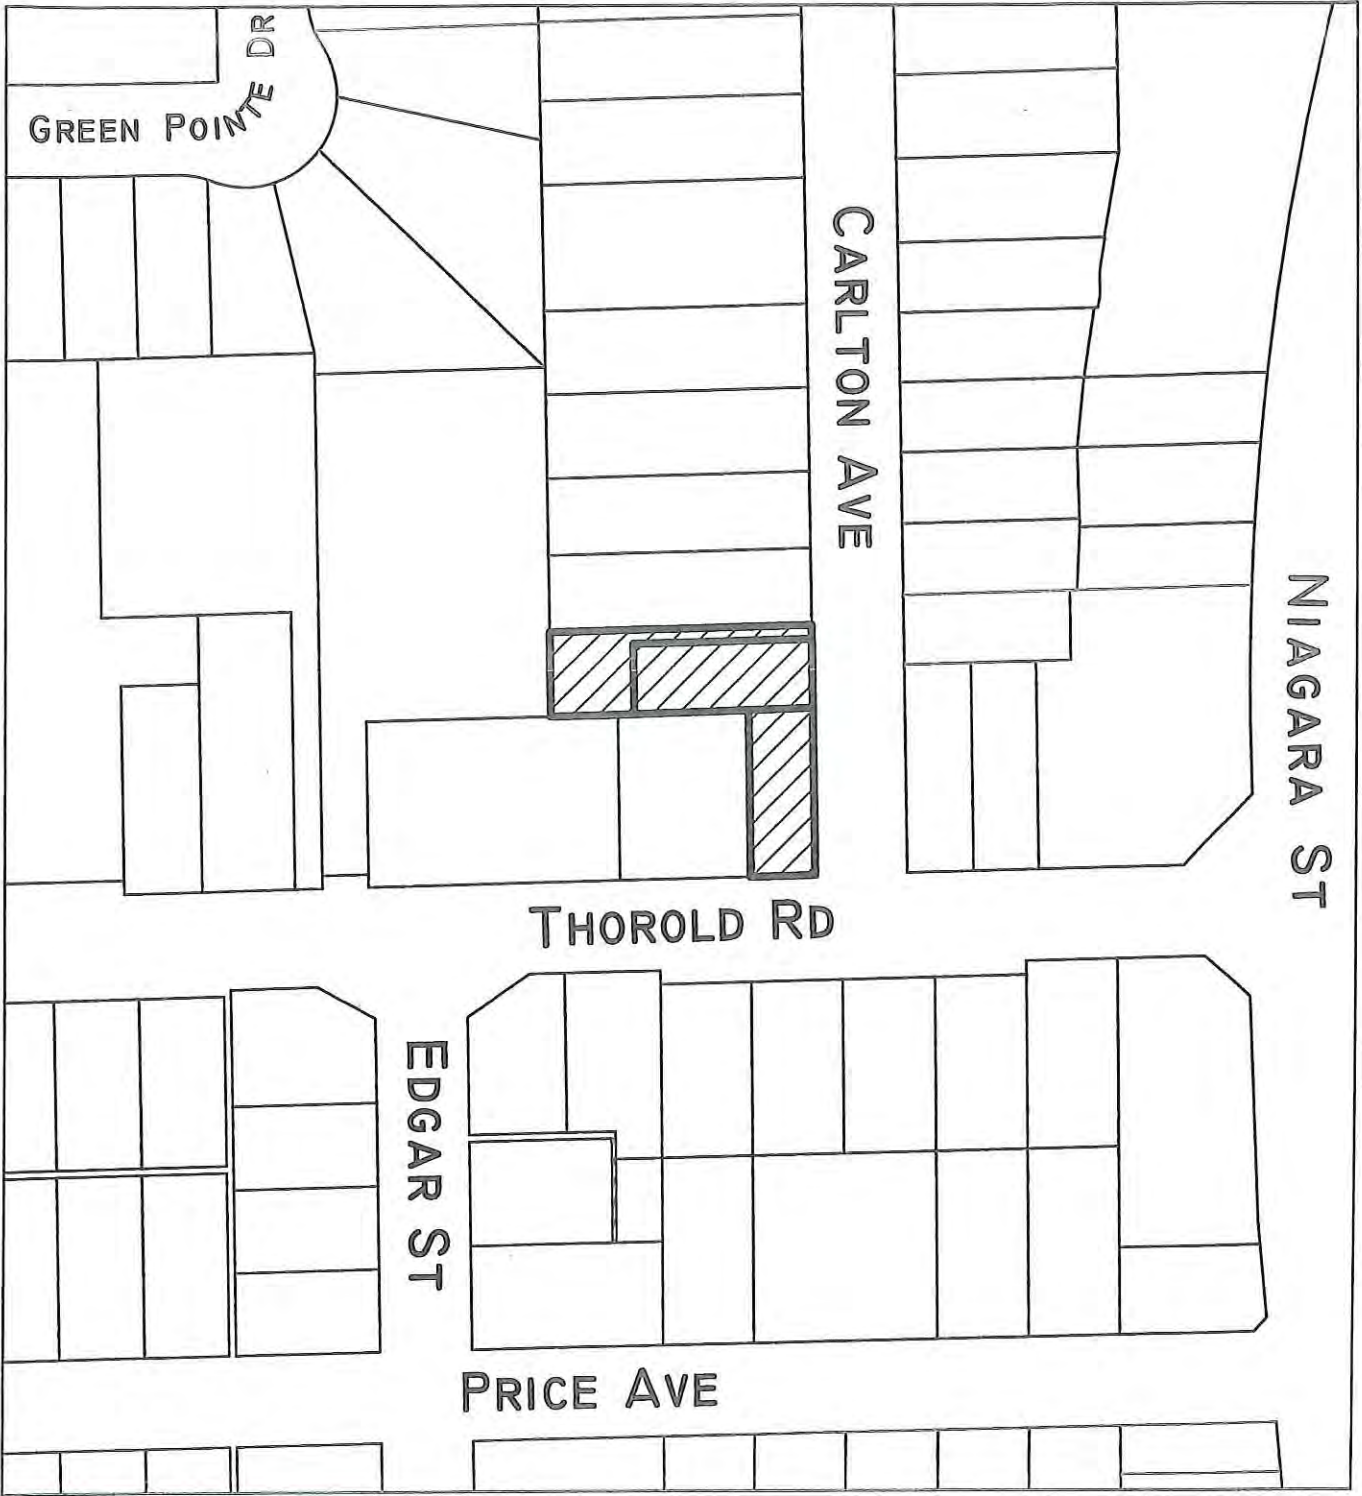 GREEN POINTE DR
CARLTON AVE
NIAGARA ST
THOROLD RD
EDGAR ST
PRICE AVE